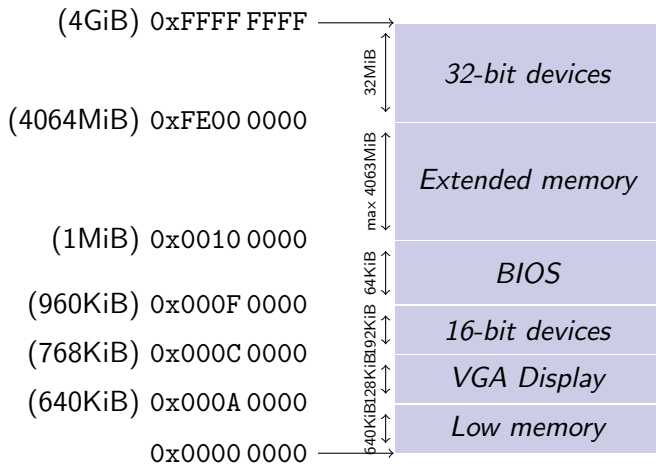 (4GiB) 0xFFFF FFFF
32MiB
32-bit devices
(4064MiB) 0xFE00 0000
max 4063MiB
Extended memory
(1MiB) 0x0010 0000
64KiB
BIOS
(960KiB) 0x000F 0000
192KiB
16-bit devices
(768KiB) 0x000C 0000
128KiB
VGA Display
(640KiB) 0x000A 0000
640KiB
Low memory
0x0000 0000